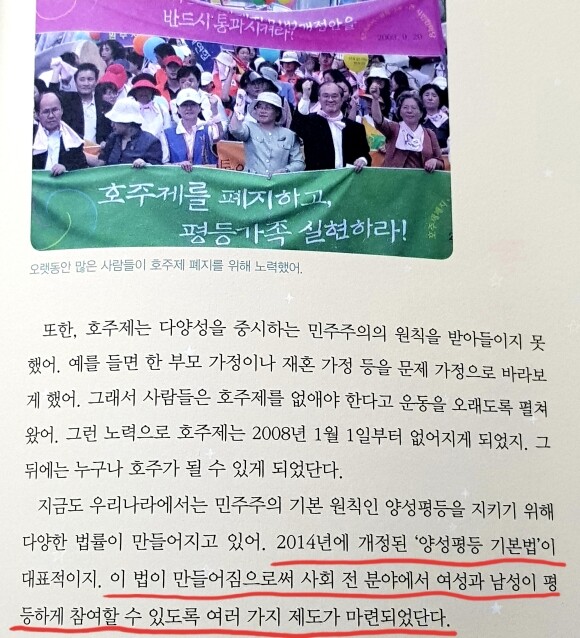 반드시 통과시켜라!
개정안을
2003. 9. 20
호주제를 폐지하고,
평등가족 실현하라!
오랫동안 많은 사람들이 호주제 폐지를 위해 노력했어.
또한, 호주제는 다양성을 중시하는 민주주의의 원칙을 받아들이지 못
했어. 예를 들면 한 부모 가정이나 재혼 가정 등을 문제 가정으로 바라보
게 했어. 그래서 사람들은 호주제를 없애야 한다고 운동을 오래도록 펼쳐
왔어. 그런 노력으로 호주제는 2008년 1월 1일부터 없어지게 되었지. 그
뒤에는 누구나 호주가 될 수 있게 되었단다.
지금도 우리나라에서는 민주주의 기본 원칙인 양성평등을 지키기 위해
다양한 법률이 만들어지고 있어. 2014년에 개정된 ‘양성평등 기본법’이
대표적이지. 이 법이 만들어짐으로써 사회 전 분야에서 여성과 남성이 평
등하게 참여할 수 있도록 여러 가지 제도가 마련되었단다.